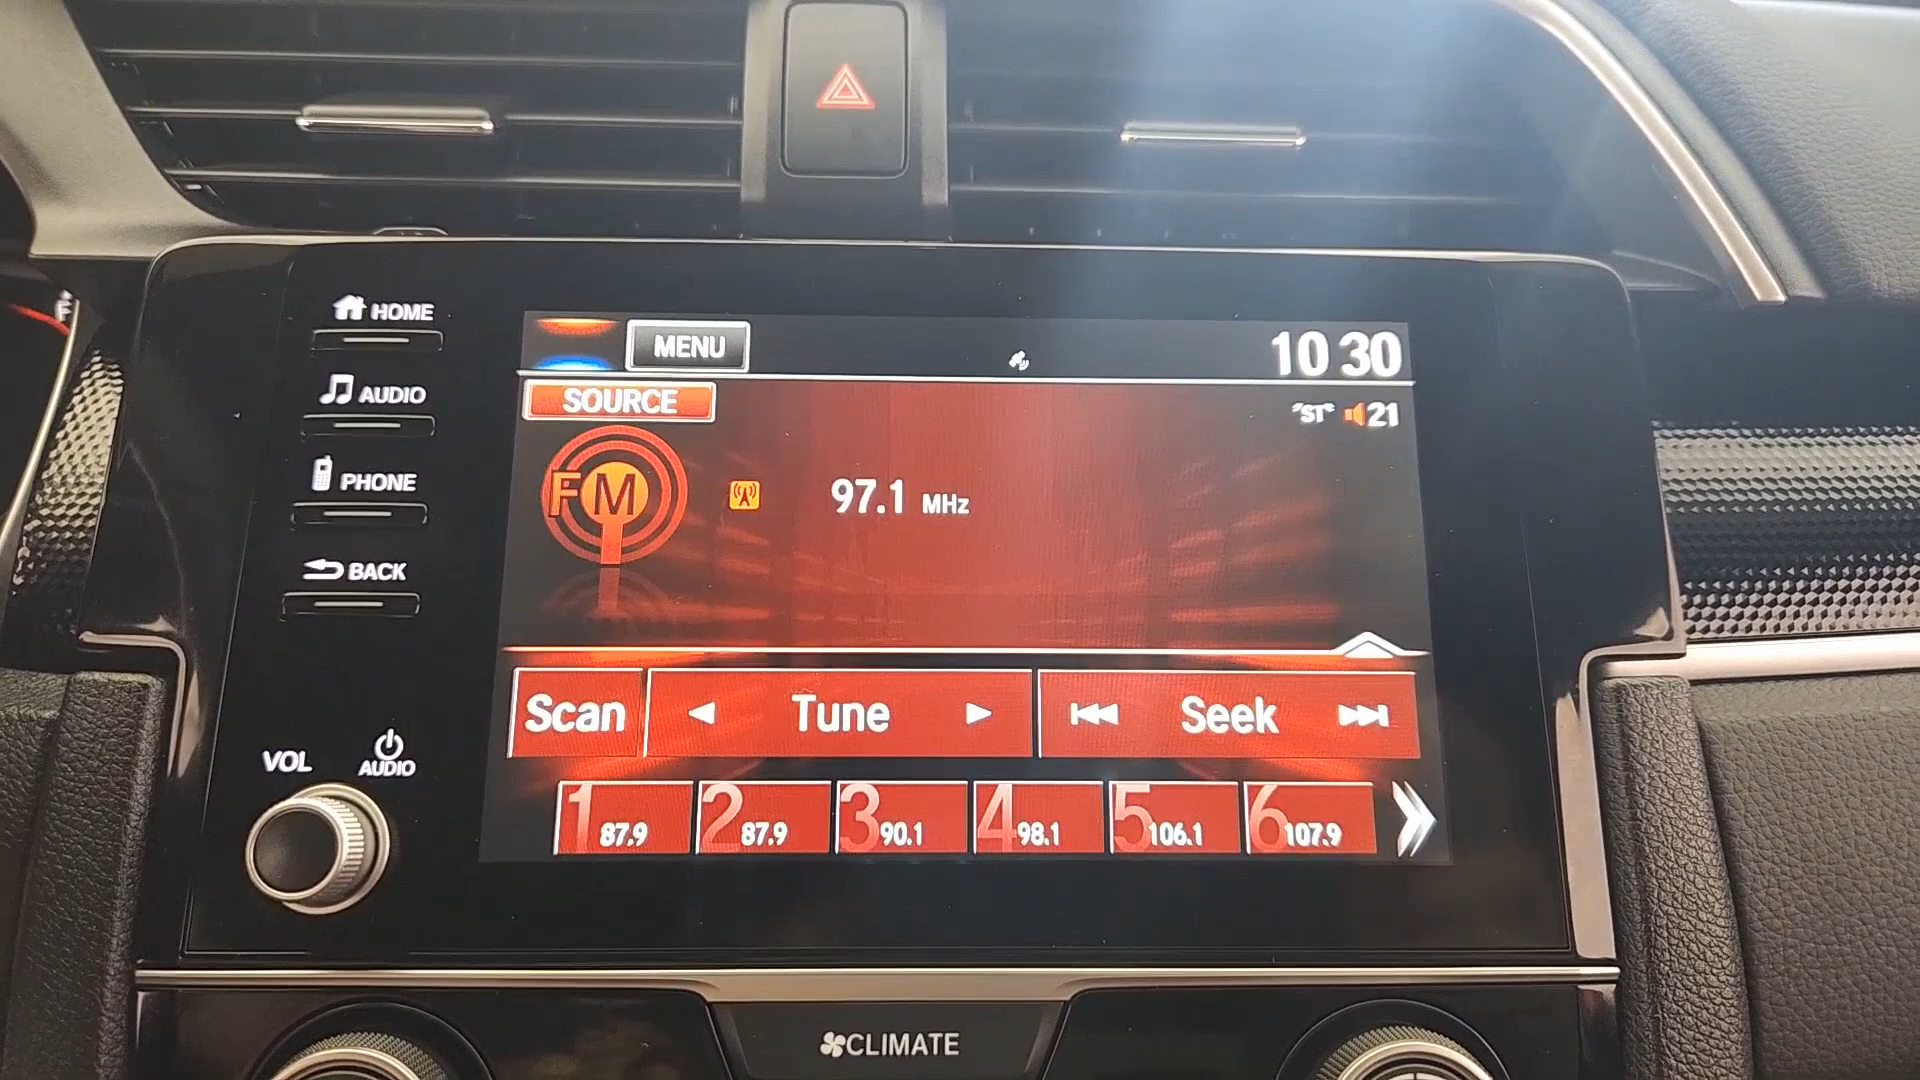 HOME
AUDIO
PHONE
BACK
VOL
AUDIO
MENU
10 30
SOURCE
"ST" 21
FM
97.1 MHz
Scan
Tune
Seek
1 87.9
2 87.9
3 90.1
4 98.1
5 106.1
6 107.9
CLIMATE